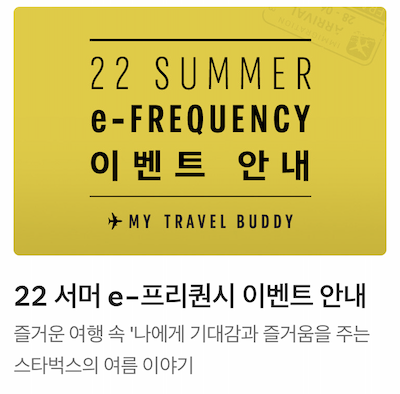 22 SUMMER
e-FREQUENCY
이벤트 안내
MY TRAVEL BUDDY
22 서머 e-프리퀀시 이벤트 안내
즐거운 여행 속 '나에게 기대감과 즐거움을 주는
스타벅스의 여름 이야기